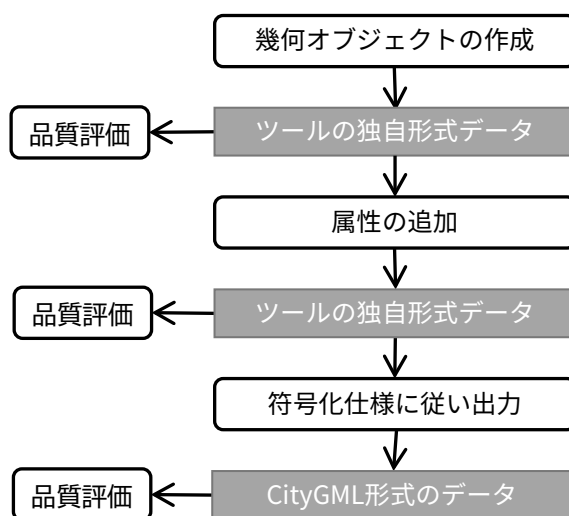 幾何オブジェクトの作成
品質評価
ツールの独自形式データ
属性の追加
品質評価
ツールの独自形式データ
符号化仕様に従い出力
品質評価
CityGML形式のデータ